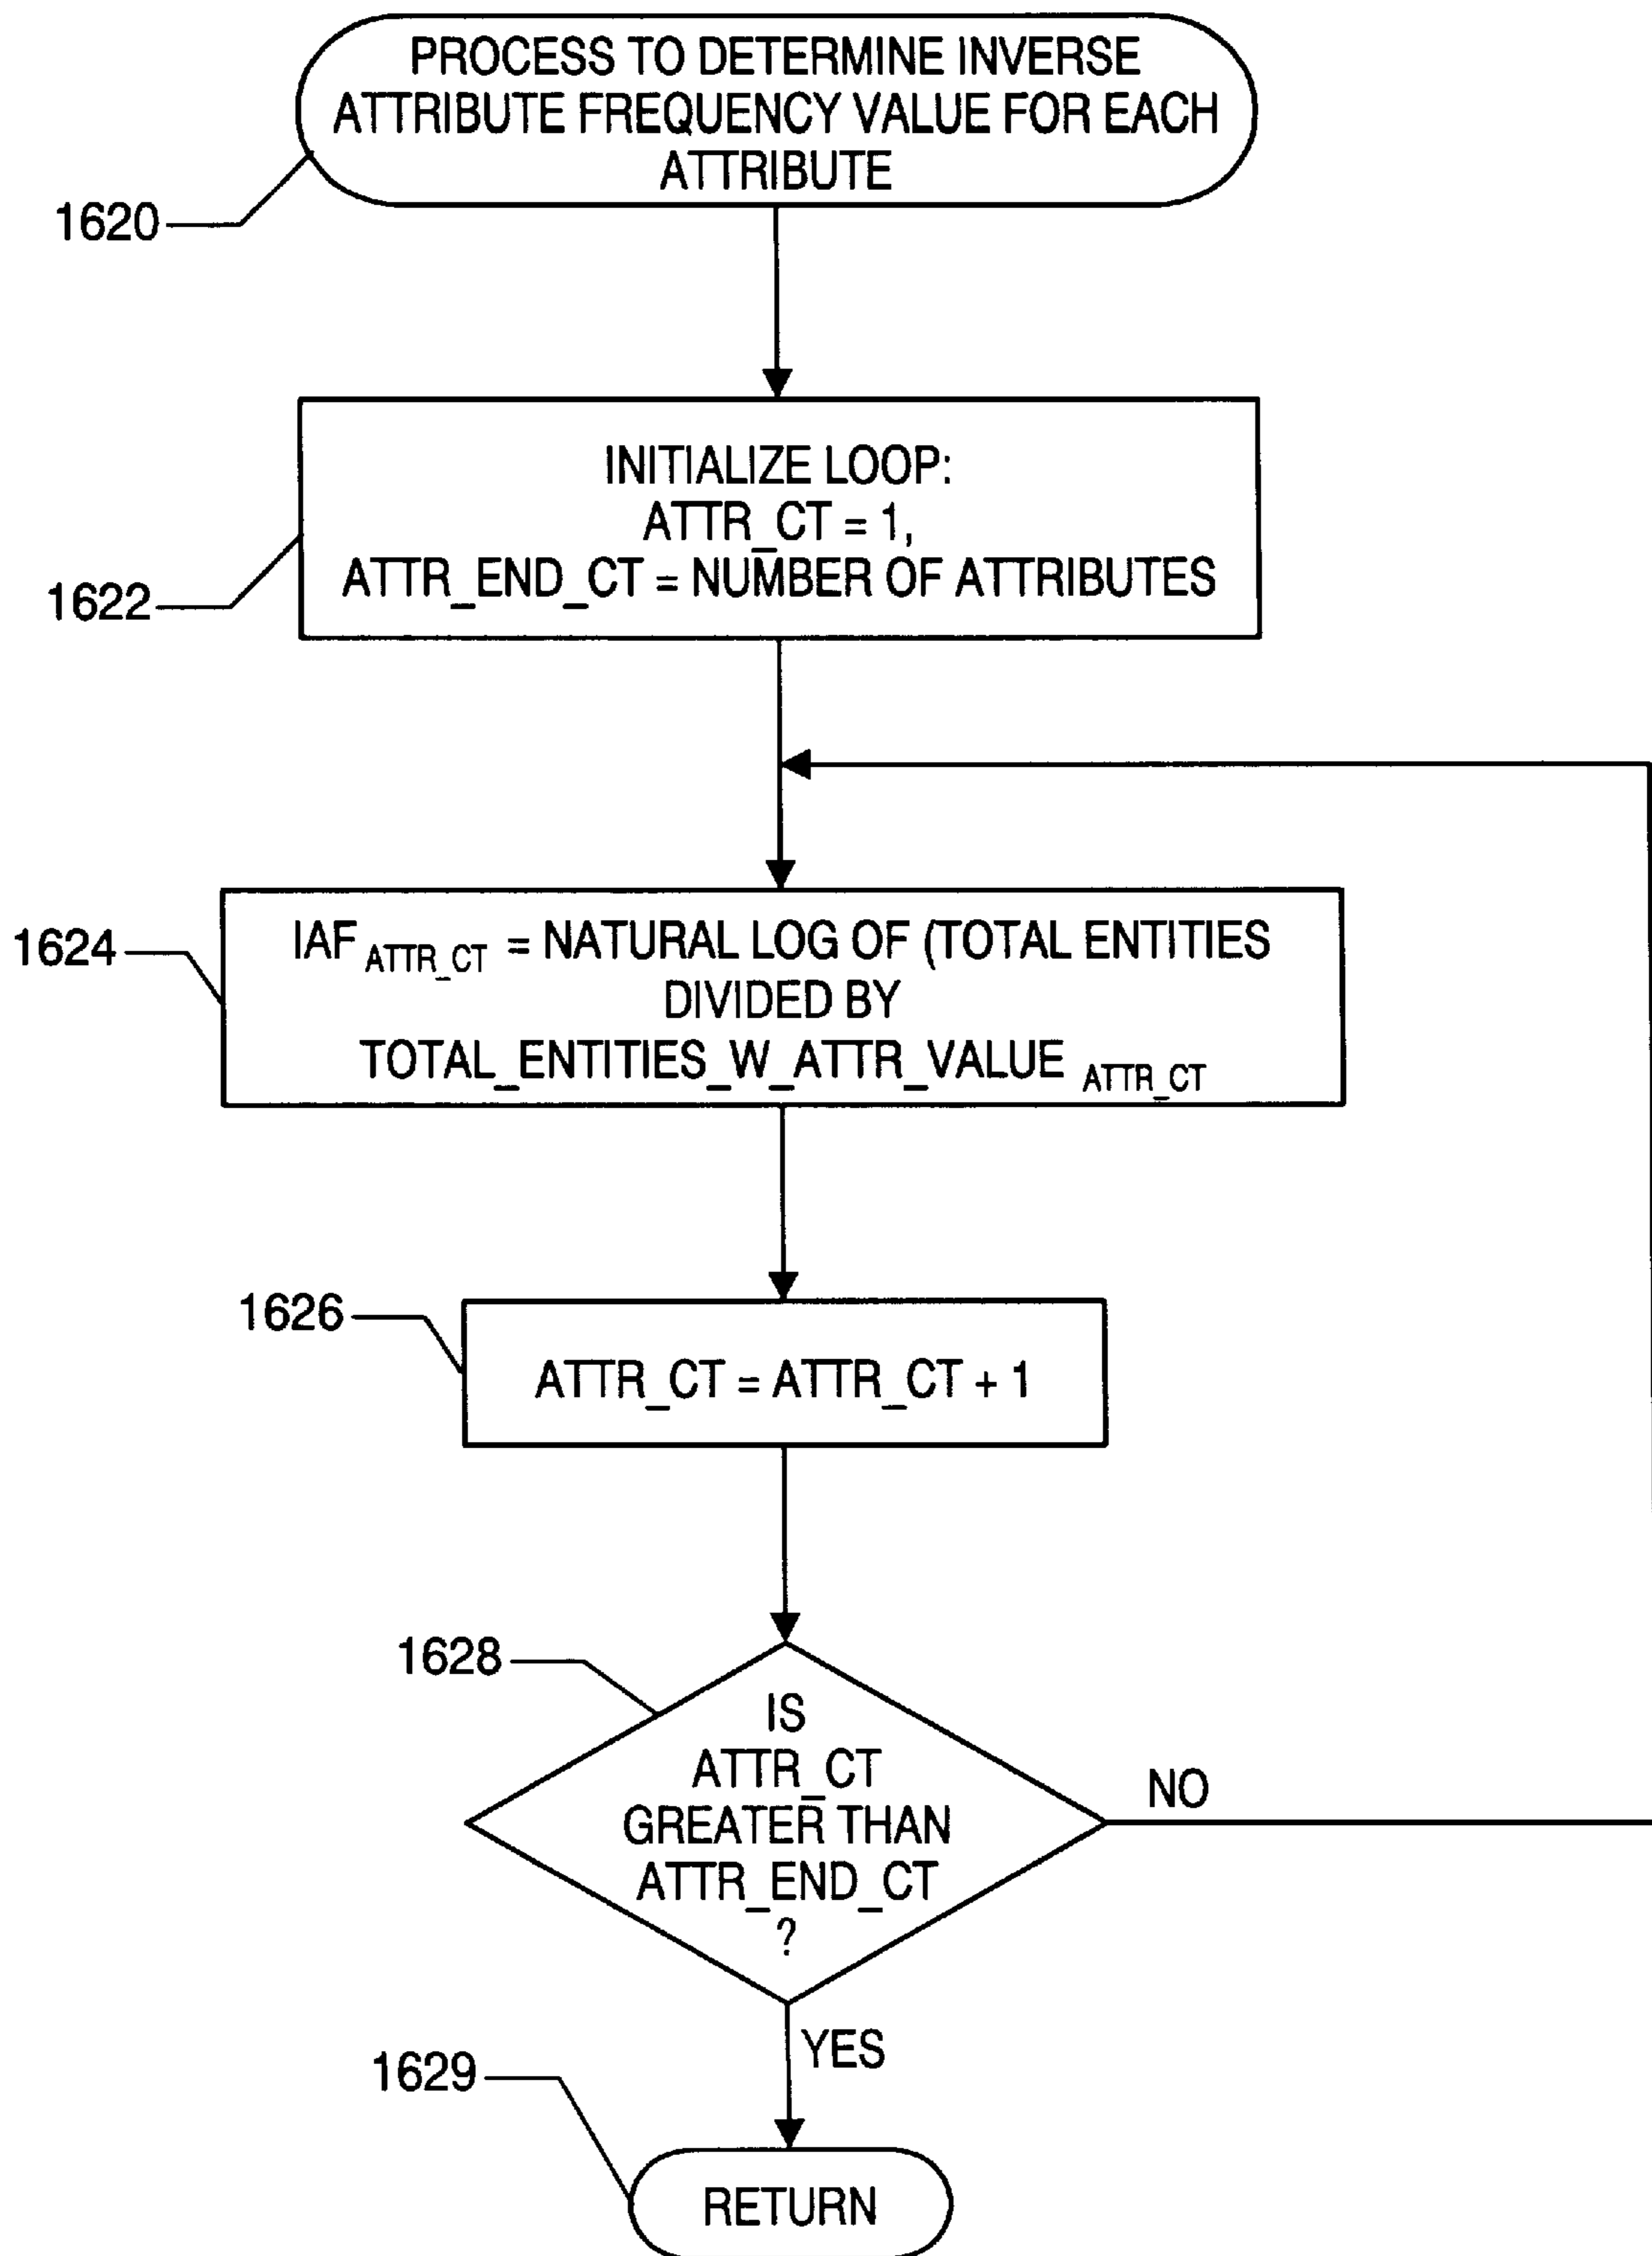 PROCESS TO DETERMINE INVERSE
ATTRIBUTE FREQUENCY VALUE FOR EACH
ATTRIBUTE
1620
INITIALIZE LOOP:
ATTR_CT = 1,
ATTR_END_CT = NUMBER OF ATTRIBUTES
1622
1624
IAF ATTR_CT = NATURAL LOG OF (TOTAL ENTITIES
DIVIDED BY
TOTAL_ENTITIES_W_ATTR_VALUE ATTR_CT
1626
ATTR_CT = ATTR_CT + 1
1628
IS
ATTR_CT
GREATER THAN
ATTR_END_CT
?
NO
YES
1629
RETURN